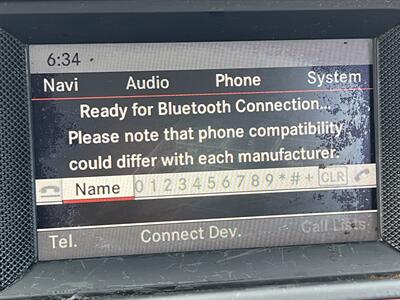 6:34
Navi Audio Phone System
Ready for Bluetooth Connection...
Please note that phone compatibility
could differ with each manufacturer.
Name 0123456789*#+ CLR
Tel. Connect Dev. Call Lists